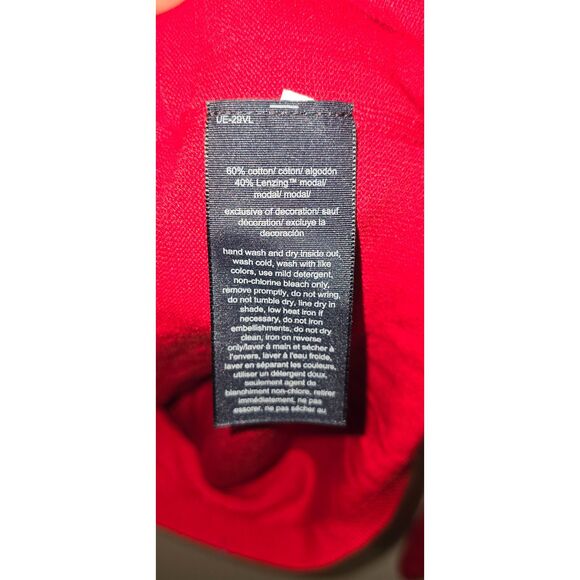 UE-29VL
60% cotton/ coton/ algodón
40% Lenzing™ modal/
modal/ modal/
exclusive of decoration/ sauf
décoration/ excluye la
decoración
hand wash and dry inside out,
wash cold, wash with like
colors, use mild detergent,
non-chlorine bleach only,
remove promptly, do not wring,
do not tumble dry, line dry in
shade, low heat iron if
necessary, do not iron
embellishments, do not dry
clean, iron on reverse
only/laver à main et sécher à
l'envers, laver à l'eau froide,
laver en séparant les couleurs,
utiliser un détergent doux,
seulement agent de
blanchiment non-chlore, retirer
immédiatement, ne pas
essorer, ne pas sécher au